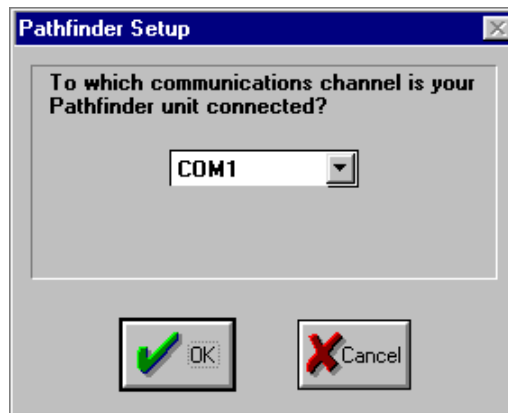 Pathfinder Setup
To which communications channel is your
Pathfinder unit connected?
COM1
OK
Cancel